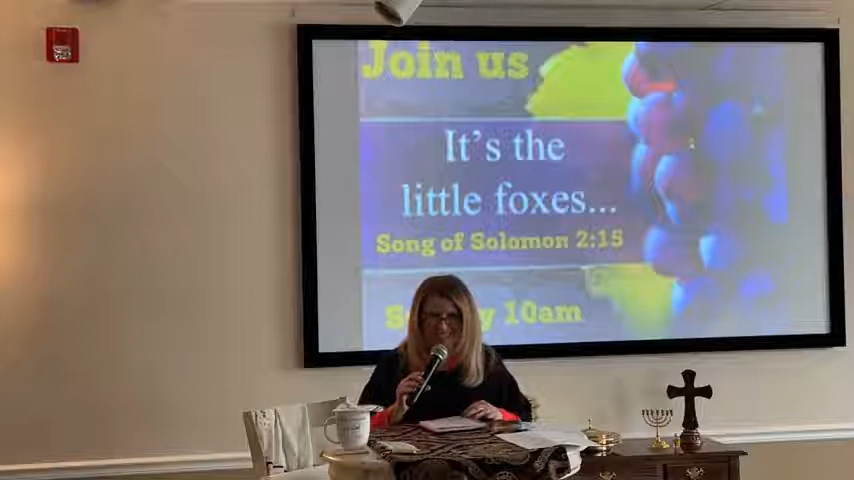 Join us
It's the
little foxes...
Song of Solomon 2:15
10am